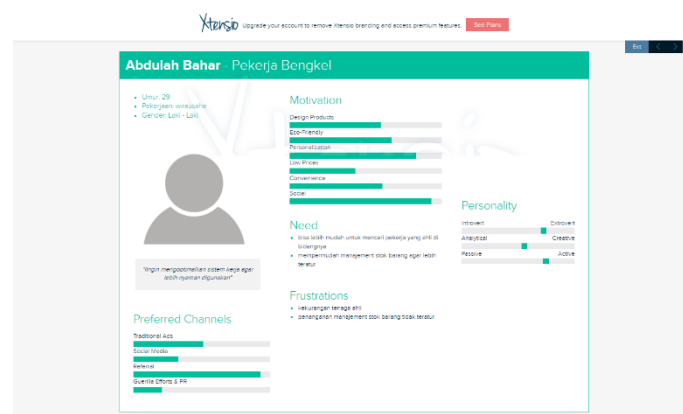 Xtensio Upgrade your account to remove Xtensio branding and access premium features. See Plans
Exit
Abdulah Bahar - Pekerja Bengkel
Umur: 29
Pekerjaan: wirausaha
Gender: Laki - Laki
"Ingin mengoptimalkan sistem kerja agar
lebih nyaman digunakan"
Preferred Channels
Traditional Ads
Social Media
Referral
Guerilla Efforts & PR
Motivation
Design Products
Eco-Friendly
Personalization
Low Prices
Convenience
Social
Need
bisa lebih mudah untuk mencari pekerja yang ahli di
bidangnya
mempermudah manajement stok barang agar lebih
teratur
Frustrations
kekurangan tenaga ahli
penanganan manajement stok barang tidak teratur
Personality
Introvert Extrovert
Analytical Creative
Passive Active